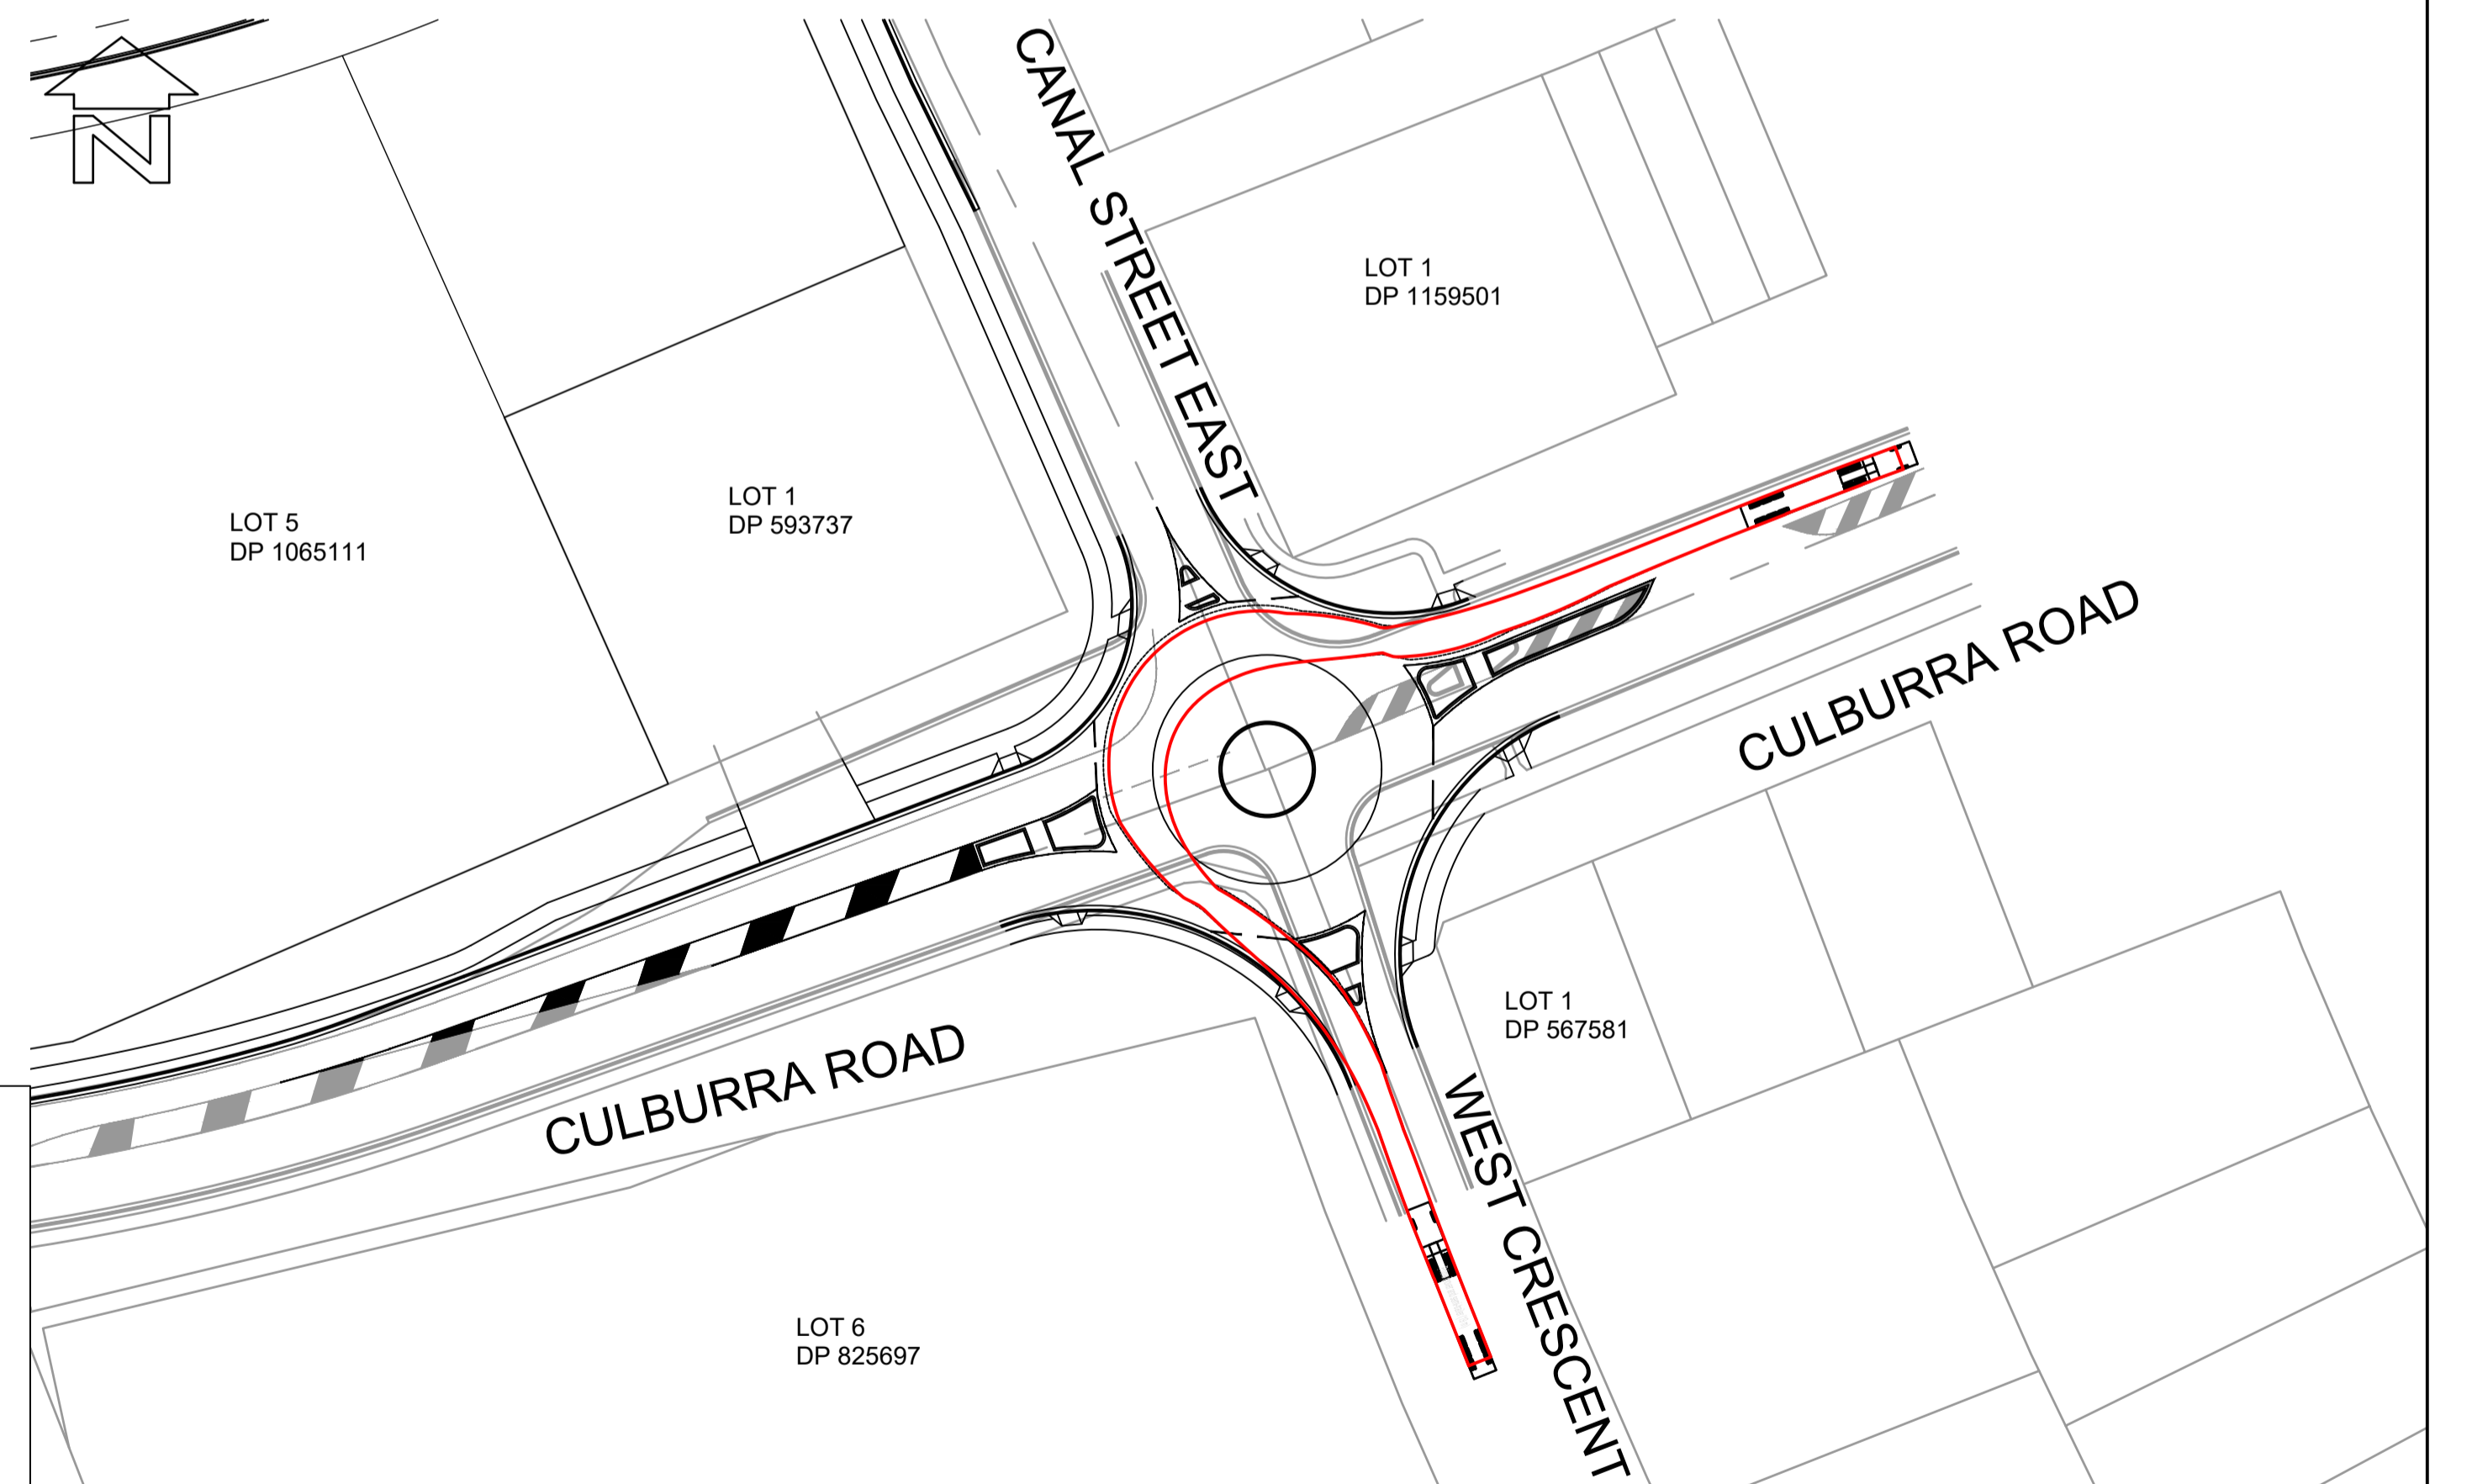 N
CANAL STREET EAST
LOT 1
DP 1159501
LOT 1
DP 593737
LOT 5
DP 1065111
CULBURRA ROAD
LOT 1
DP 567581
CULBURRA ROAD
WEST CRESCENT
LOT 6
DP 825697